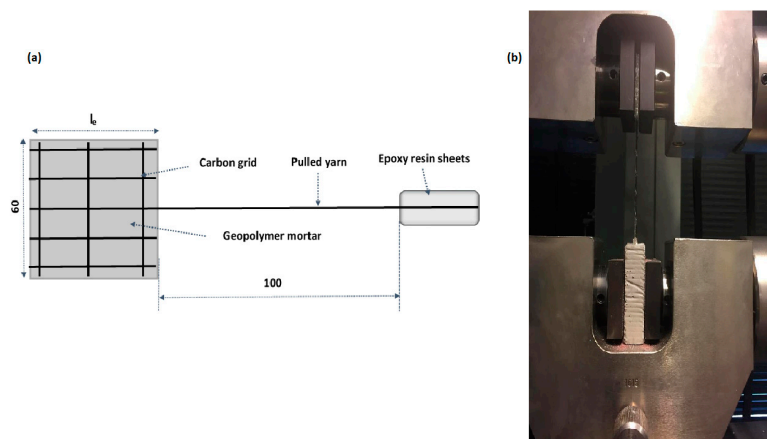 (a)
(b)
lₑ
Carbon grid
Pulled yarn
Epoxy resin sheets
60
Geopolymer mortar
100